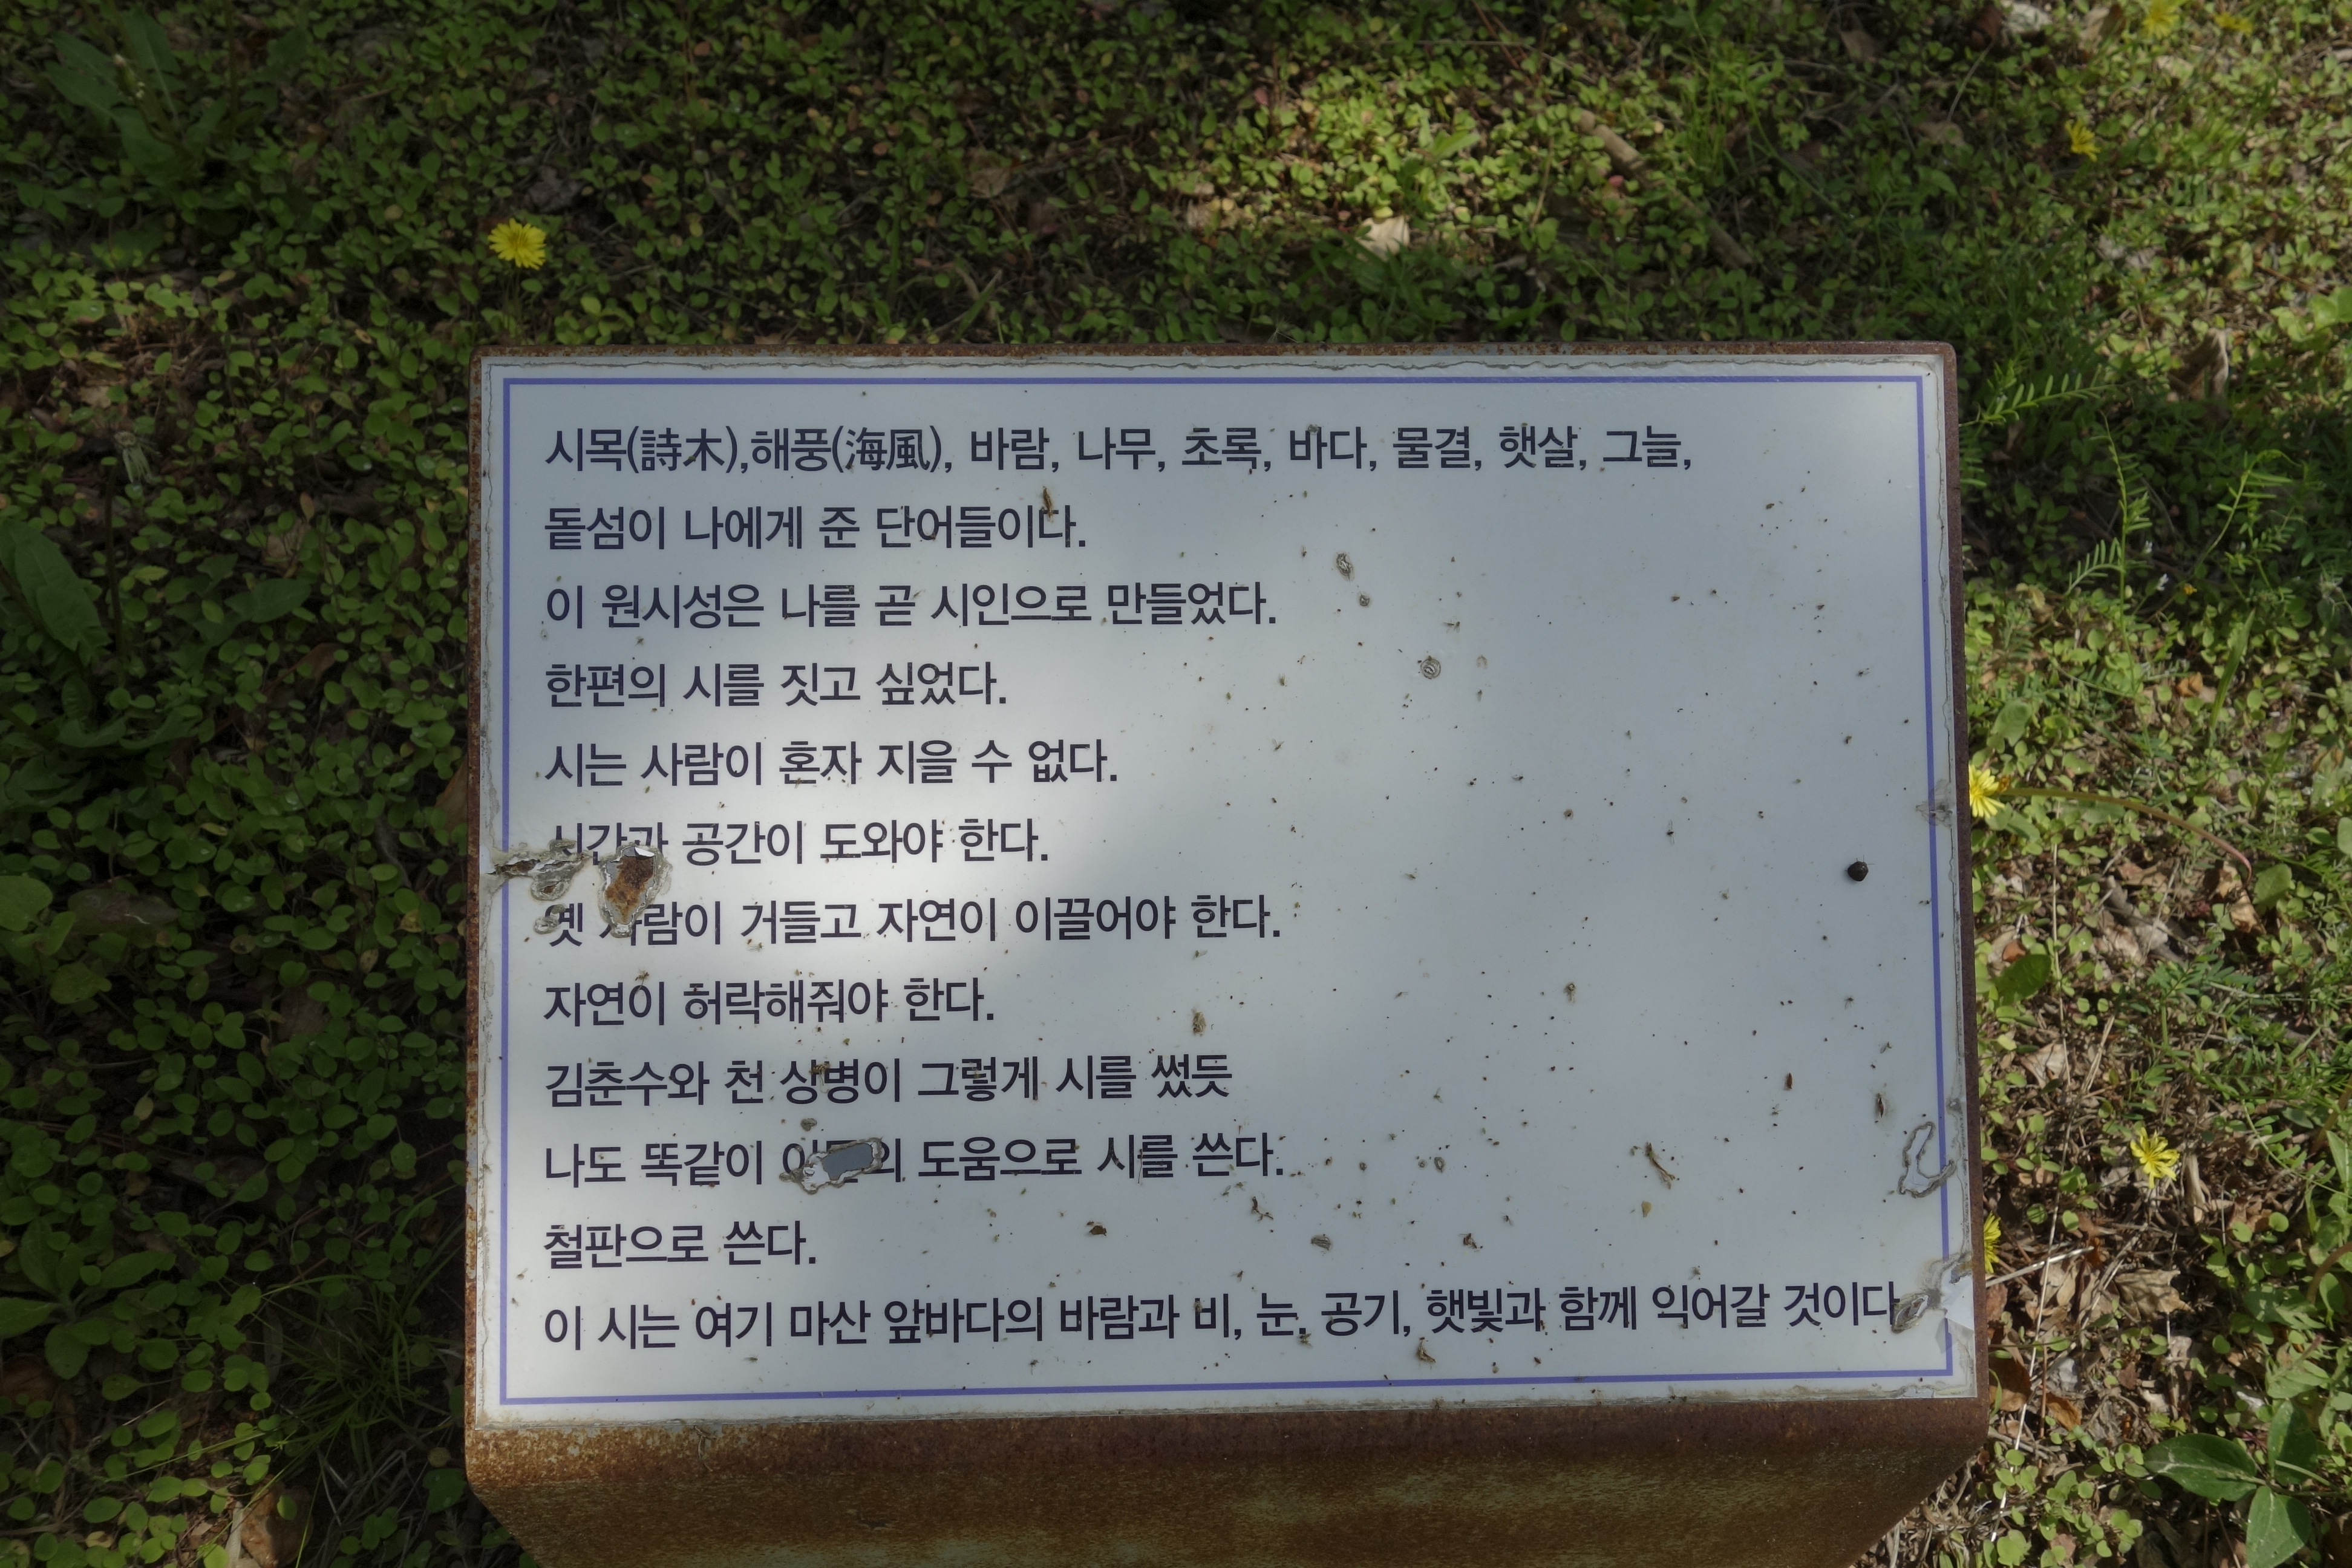 시목(詩木),해풍(海風), 바람, 나무, 초록, 바다, 물결, 햇살, 그늘,
돝섬이 나에게 준 단어들이다.
이 원시성은 나를 곧 시인으로 만들었다.
한편의 시를 짓고 싶었다.
시는 사람이 혼자 지을 수 없다.
시간과 공간이 도와야 한다.
옛 사람이 거들고 자연이 이끌어야 한다.
자연이 허락해줘야 한다.
김춘수와 천 상병이 그렇게 시를 썼듯
나도 똑같이 도움으로 시를 쓴다.
철판으로 쓴다.
이 시는 여기 마산 앞바다의 바람과 비, 눈, 공기, 햇빛과 함께 익어갈 것이다